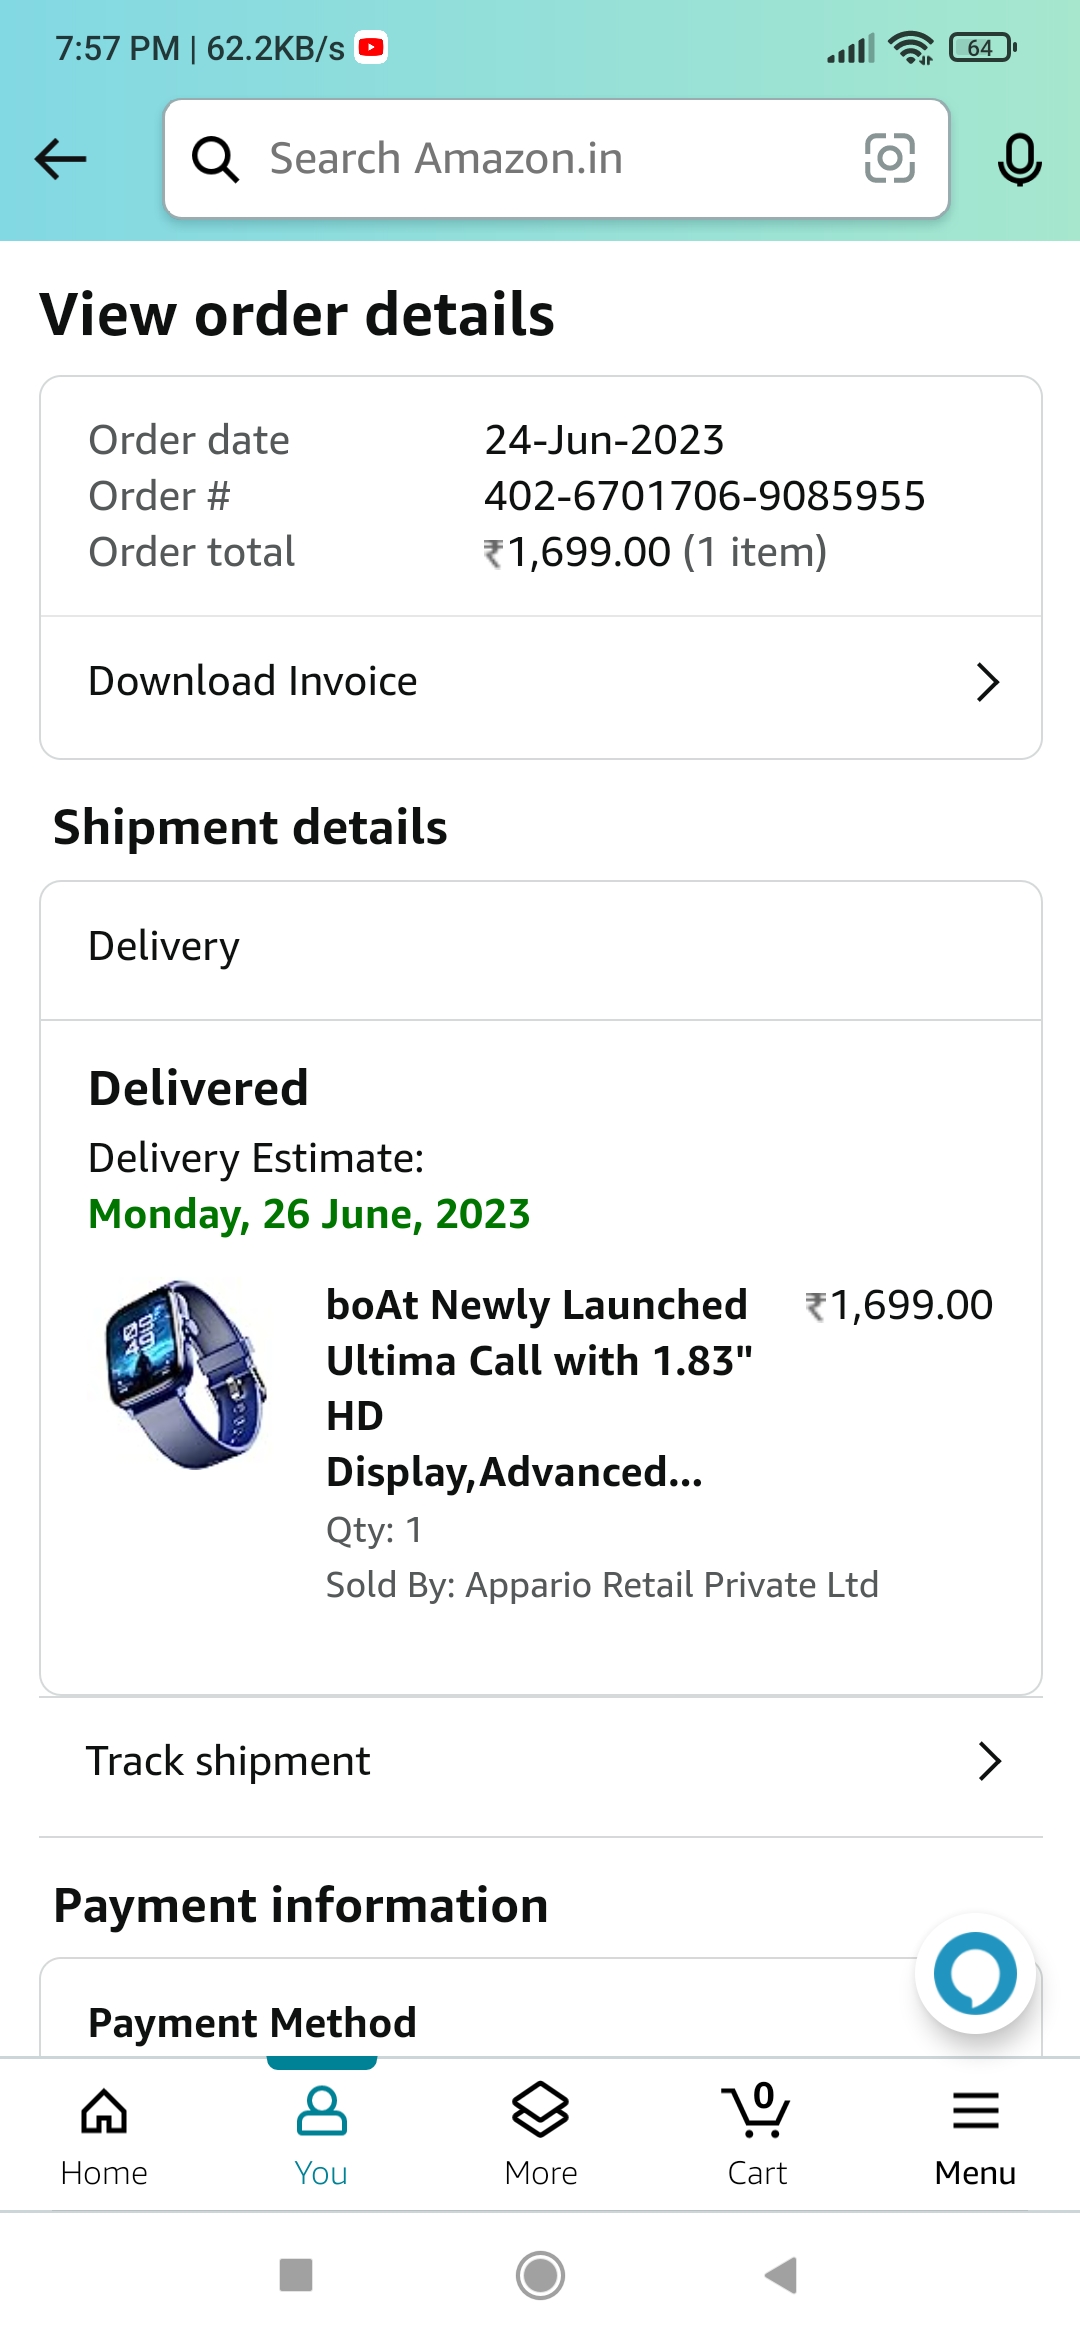 7:57 PM | 62.2KB/s
64
Search Amazon.in
View order details
Order date 24-Jun-2023
Order # 402-6701706-9085955
Order total ₹1,699.00 (1 item)
Download Invoice
Shipment details
Delivery
Delivered
Delivery Estimate:
Monday, 26 June, 2023
boAt Newly Launched ₹1,699.00
Ultima Call with 1.83"
HD
Display,Advanced...
Qty: 1
Sold By: Appario Retail Private Ltd
Track shipment
Payment information
Payment Method
0
Home You More Cart Menu